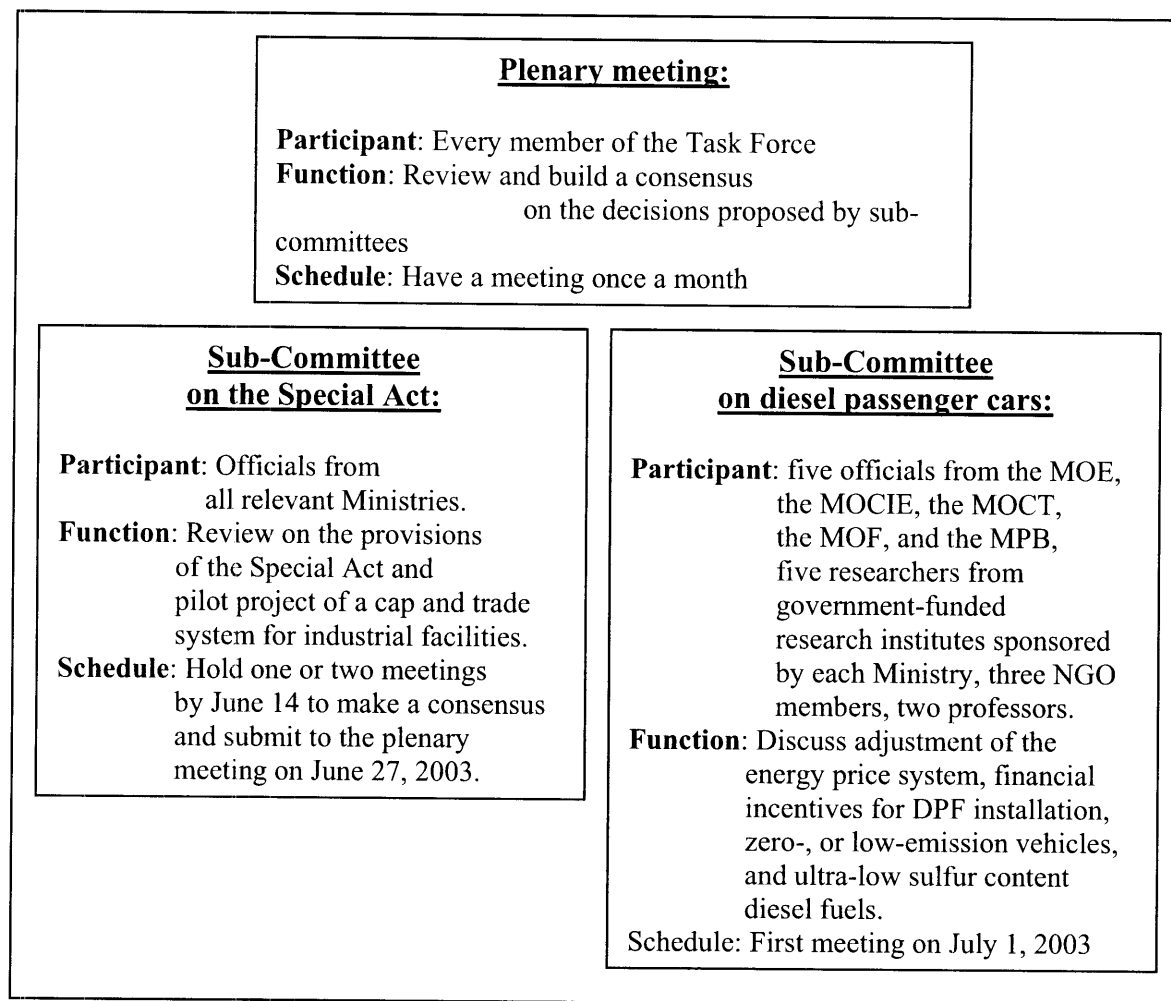 Plenary meeting:
Participant: Every member of the Task Force
Function: Review and build a consensus
on the decisions proposed by sub-
committees
Schedule: Have a meeting once a month
Sub-Committee
on the Special Act:
Participant: Officials from
all relevant Ministries.
Function: Review on the provisions
of the Special Act and
pilot project of a cap and trade
system for industrial facilities.
Schedule: Hold one or two meetings
by June 14 to make a consensus
and submit to the plenary
meeting on June 27, 2003.
Sub-Committee
on diesel passenger cars:
Participant: five officials from the MOE,
the MOCIE, the MOCT,
the MOF, and the MPB,
five researchers from
government-funded
research institutes sponsored
by each Ministry, three NGO
members, two professors.
Function: Discuss adjustment of the
energy price system, financial
incentives for DPF installation,
zero-, or low-emission vehicles,
and ultra-low sulfur content
diesel fuels.
Schedule: First meeting on July 1, 2003